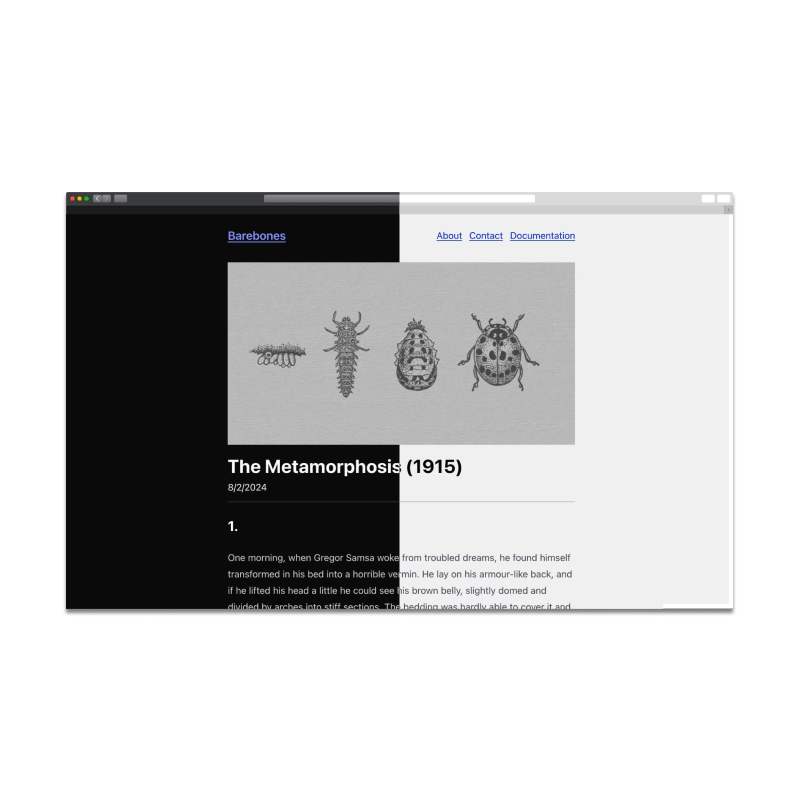 Barebones About Contact Documentation
The Metamorphosis (1915)
8/2/2024
1.
One morning, when Gregor Samsa woke from troubled dreams, he found himself
transformed in his bed into a horrible vermin. He lay on his armour-like back, and
if he lifted his head a little he could see his brown belly, slightly domed and
divided by arches into stiff sections. The bedding was hardly able to cover it and